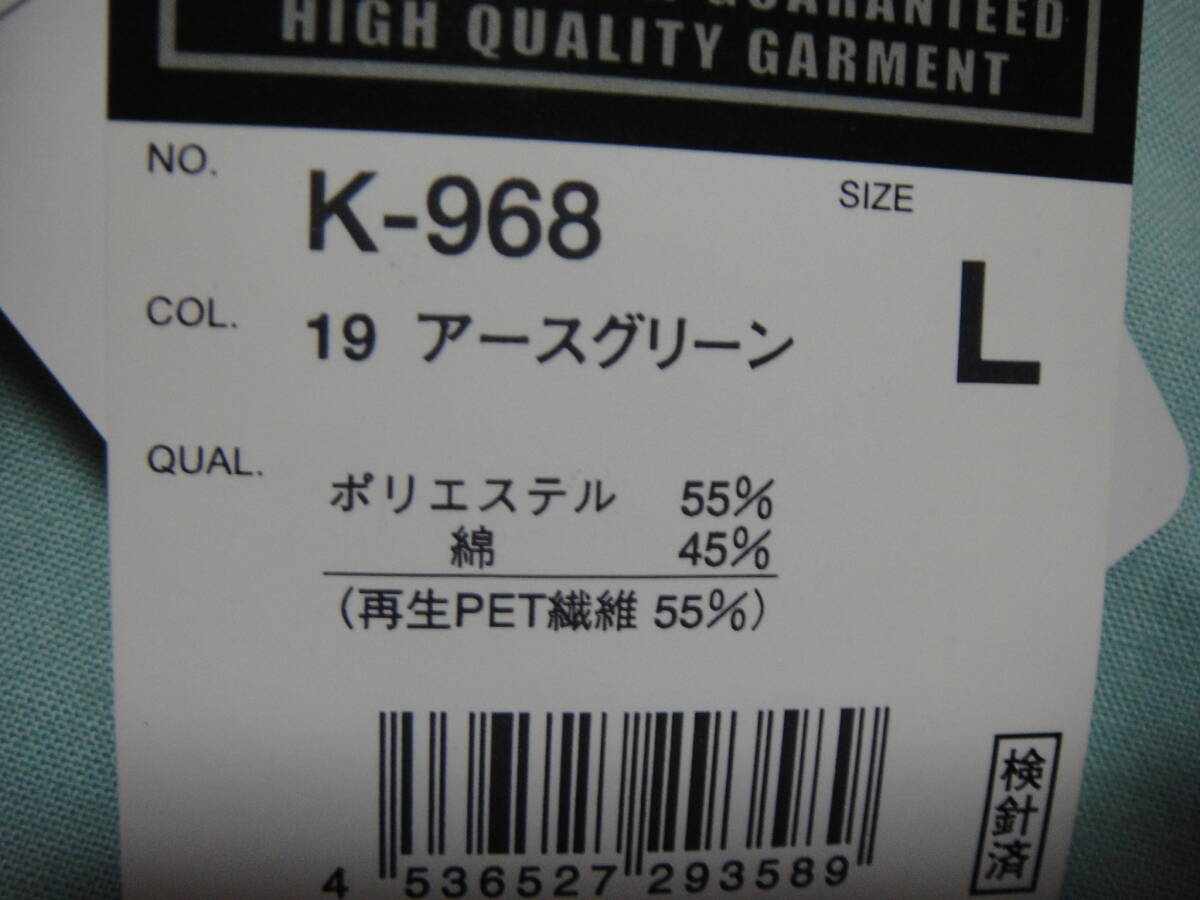 GUARANTEED
HIGH QUALITY GARMENT
NO.
K-968
SIZE
L
COL.
19 アースグリーン
QUAL.
ポリエステル 55%
綿 45%
(再生PET繊維 55%)
4 536527 293589
検針済